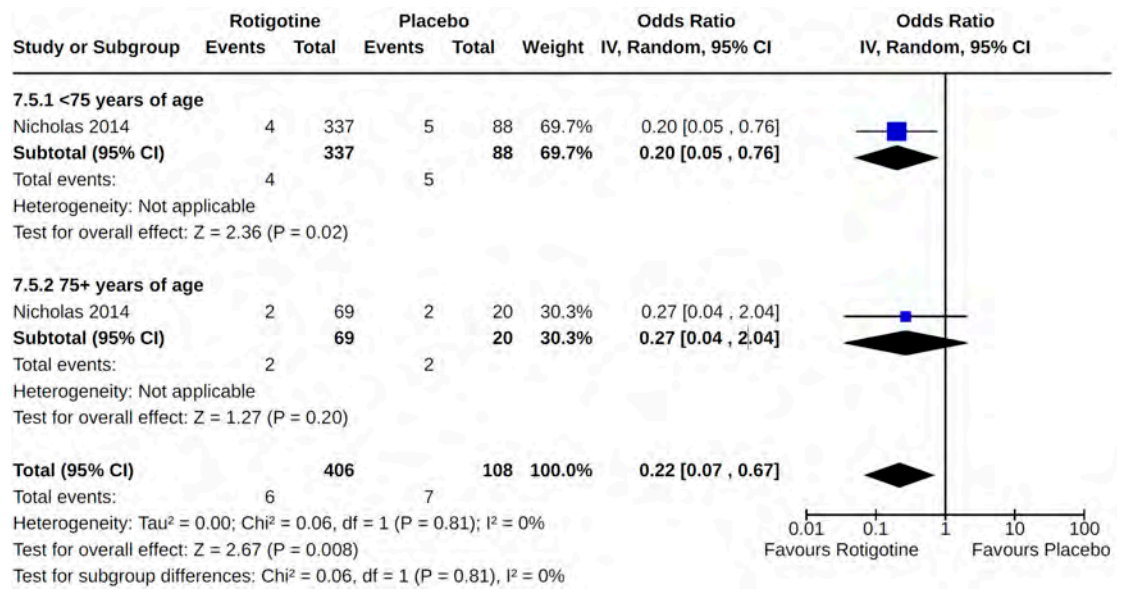 Rotigotine Placebo Odds Ratio Odds Ratio
Study or Subgroup Events Total Events Total Weight IV, Random, 95% CI IV, Random, 95% CI
7.5.1 <75 years of age
Nicholas 2014 4 337 5 88 69.7% 0.20 [0.05 , 0.76]
Subtotal (95% CI) 337 88 69.7% 0.20 [0.05 , 0.76]
Total events: 4 5
Heterogeneity: Not applicable
Test for overall effect: Z = 2.36 (P = 0.02)
7.5.2 75+ years of age
Nicholas 2014 2 69 2 20 30.3% 0.27 [0.04 , 2.04]
Subtotal (95% CI) 69 20 30.3% 0.27 [0.04 , 2.04]
Total events: 2 2
Heterogeneity: Not applicable
Test for overall effect: Z = 1.27 (P = 0.20)
Total (95% CI) 406 108 100.0% 0.22 [0.07 , 0.67]
Total events: 6 7
Heterogeneity: Tau² = 0.00; Chi² = 0.06, df = 1 (P = 0.81); I² = 0%
Test for overall effect: Z = 2.67 (P = 0.008)
Test for subgroup differences: Chi² = 0.06, df = 1 (P = 0.81), I² = 0%
0.01 0.1 1 10 100
Favours Rotigotine Favours Placebo